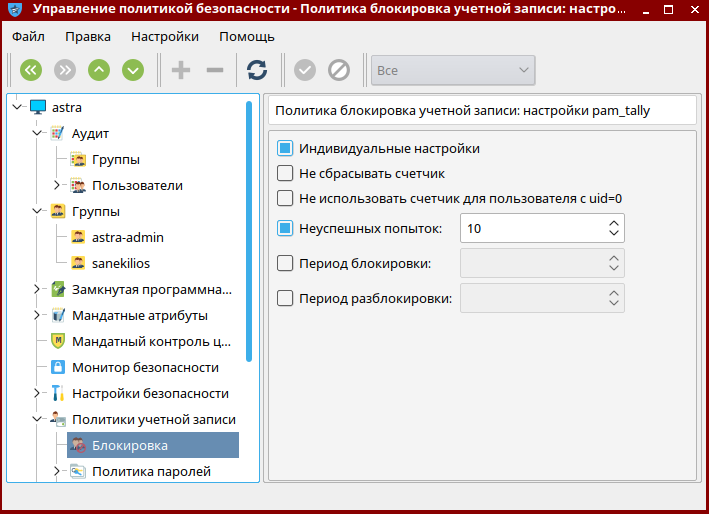 Управление политикой безопасности - Политика блокировка учетной записи: настро...
Файл Правка Настройки Помощь
Все
astra
Аудит
Группы
Пользователи
Группы
astra-admin
sanekilios
Замкнутая программна...
Мандатные атрибуты
Мандатный контроль ц...
Монитор безопасности
Настройки безопасности
Политики учетной записи
Блокировка
Политика паролей
Политика блокировка учетной записи: настройки pam_tally
Индивидуальные настройки
Не сбрасывать счетчик
Не использовать счетчик для пользователя с uid=0
Неуспешных попыток: 10
Период блокировки:
Период разблокировки: